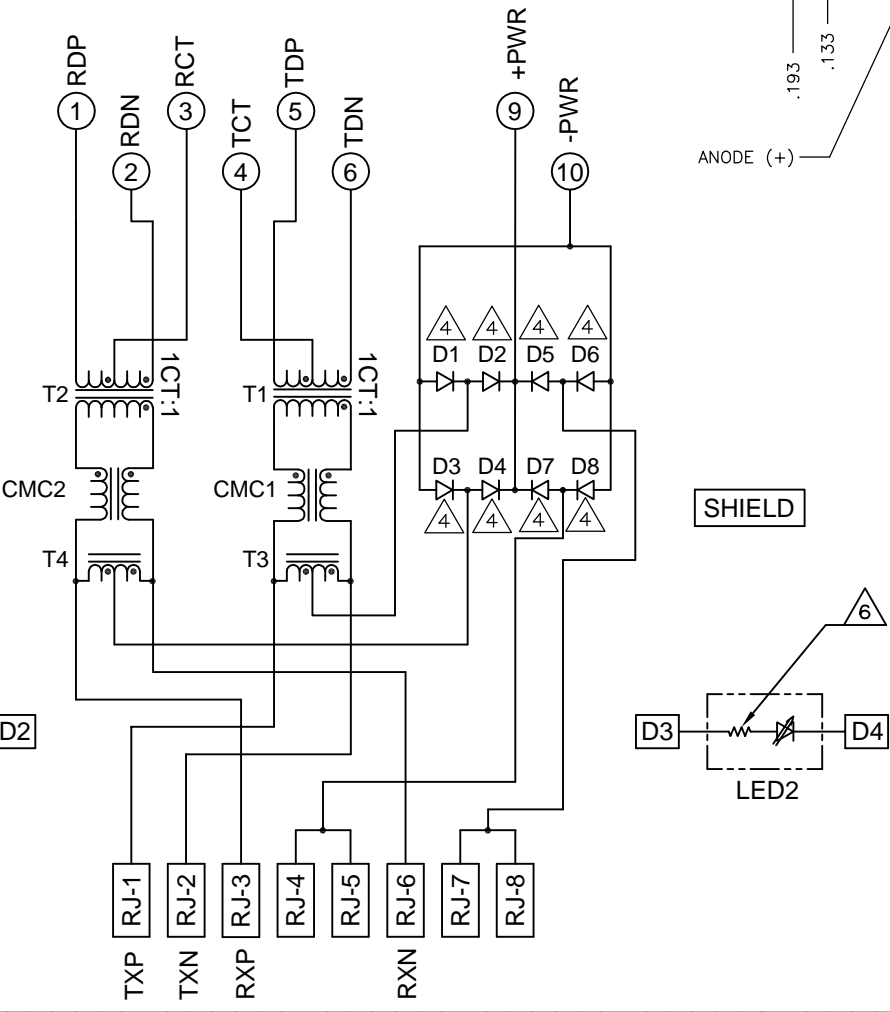 RDP
RDN
RCT
TCT
TDP
TDN
+PWR
-PWR
1
2
3
4
5
6
9
10
.193
.133
ANODE (+)
4
4
4
4
D1
D2
D5
D6
T2
1CT:1
T1
1CT:1
CMC2
CMC1
D3
D4
D7
D8
4
4
4
4
SHIELD
T4
T3
6
D2
D3
D4
LED2
RJ-1
RJ-2
RJ-3
RJ-4
RJ-5
RJ-6
RJ-7
RJ-8
TXP
TXN
RXP
RXN